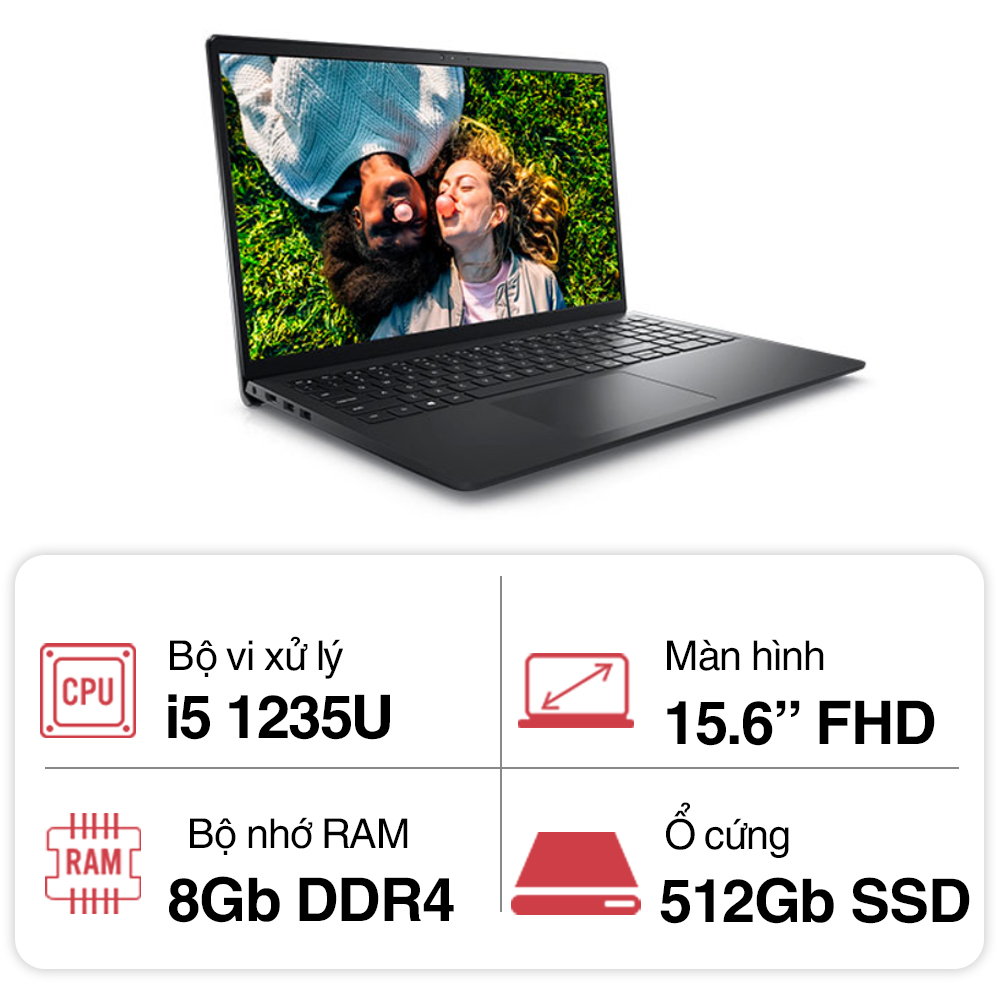 CPU
Bộ vi xử lý
i5 1235U
Màn hình
15.6” FHD
RAM
Bộ nhớ RAM
8Gb DDR4
Ổ cứng
512Gb SSD